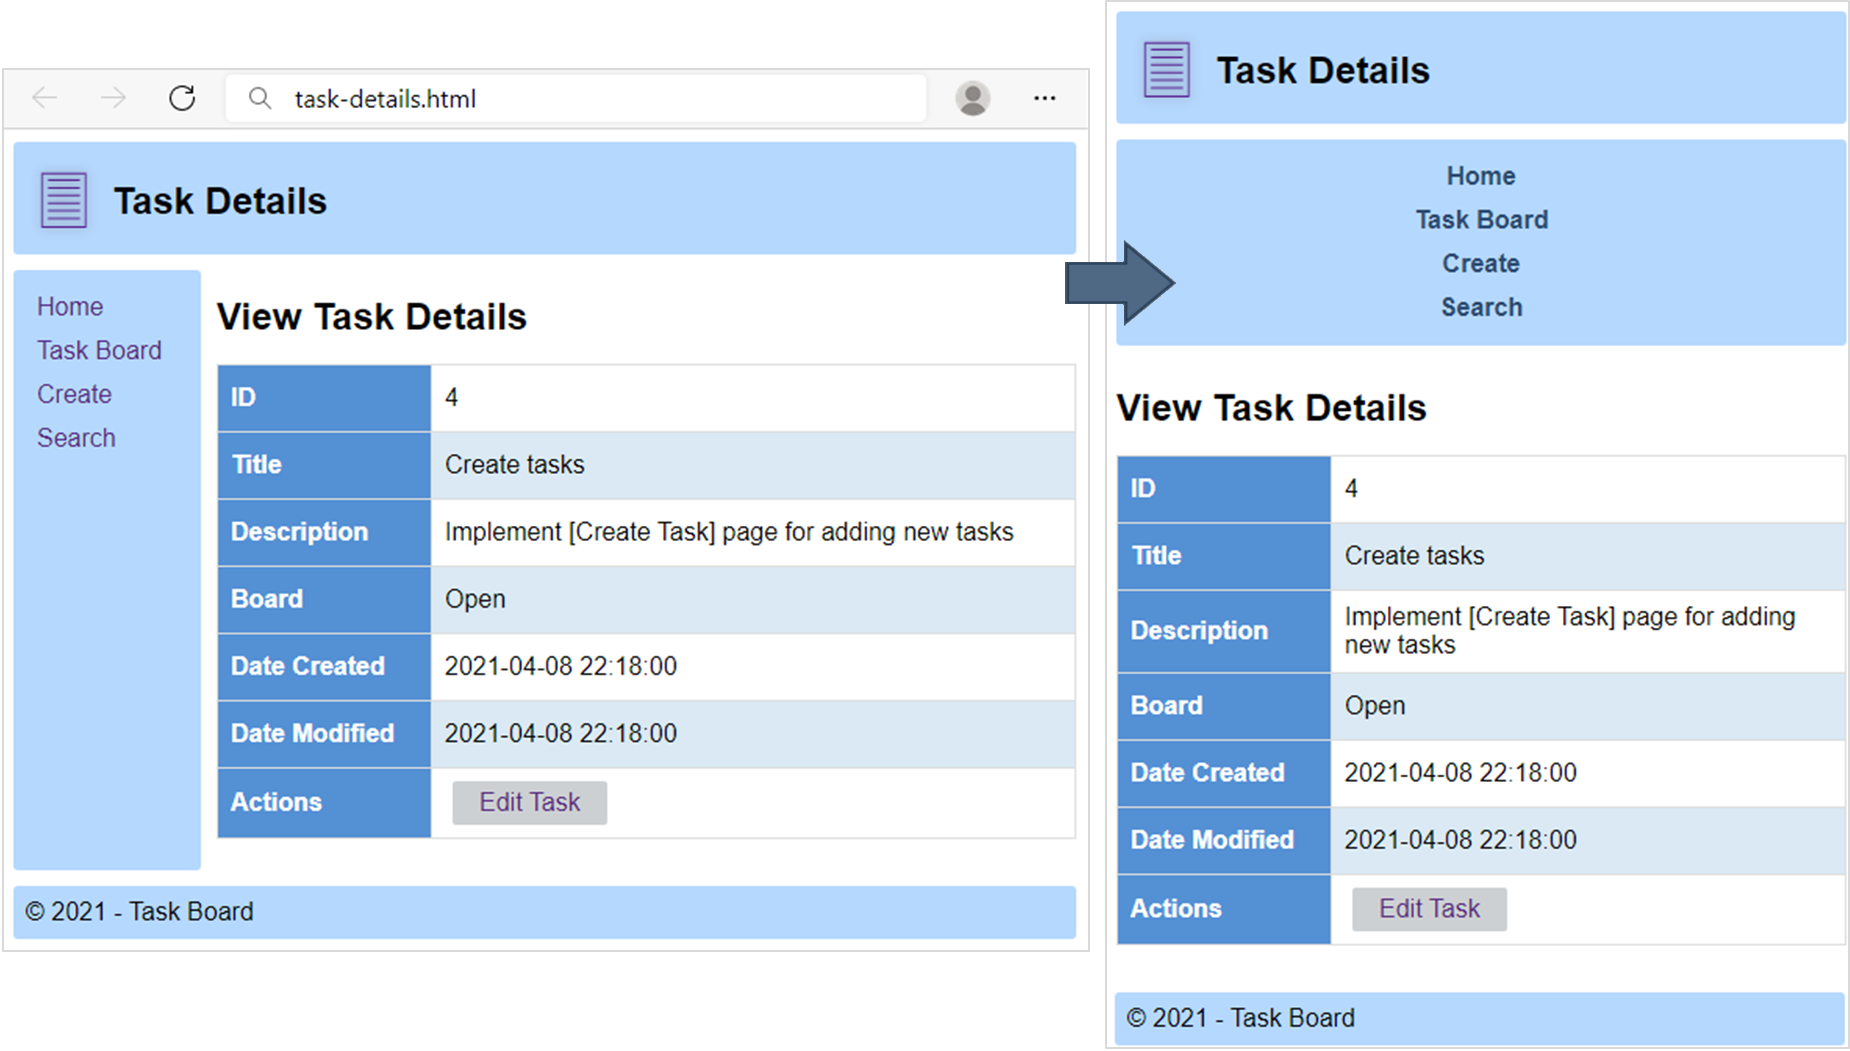 task-details.html
Task Details
Home
Task Board
Create
Search
View Task Details
ID 4
Title Create tasks
Description Implement [Create Task] page for adding new tasks
Board Open
Date Created 2021-04-08 22:18:00
Date Modified 2021-04-08 22:18:00
Actions Edit Task
© 2021 - Task Board
Task Details
Home
Task Board
Create
Search
View Task Details
ID 4
Title Create tasks
Description Implement [Create Task] page for adding
new tasks
Board Open
Date Created 2021-04-08 22:18:00
Date Modified 2021-04-08 22:18:00
Actions Edit Task
© 2021 - Task Board